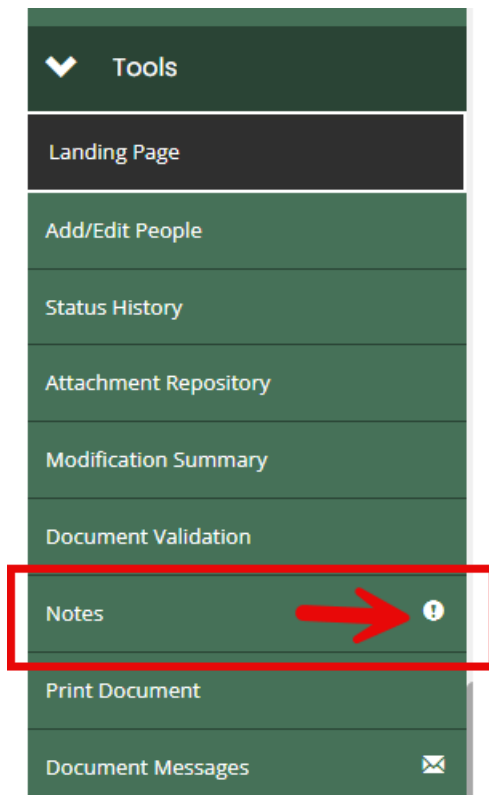 Tools
Landing Page
Add/Edit People
Status History
Attachment Repository
Modification Summary
Document Validation
Notes
Print Document
Document Messages